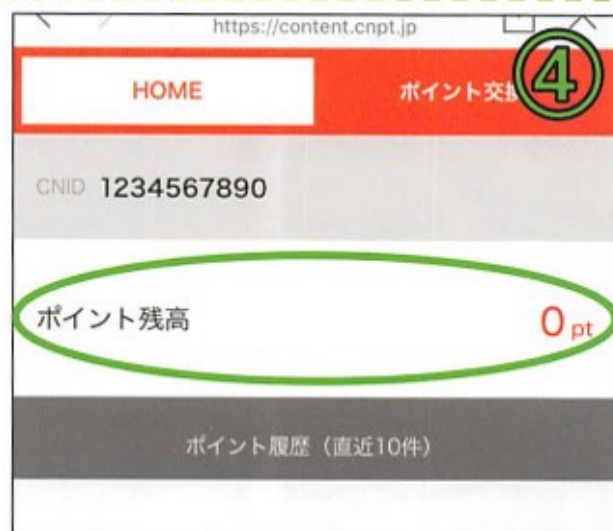 https://content.cnpt.jp
④
HOME
ポイント交
CNID 1234567890
ポイント残高
0 pt
ポイント履歴（直近10件）